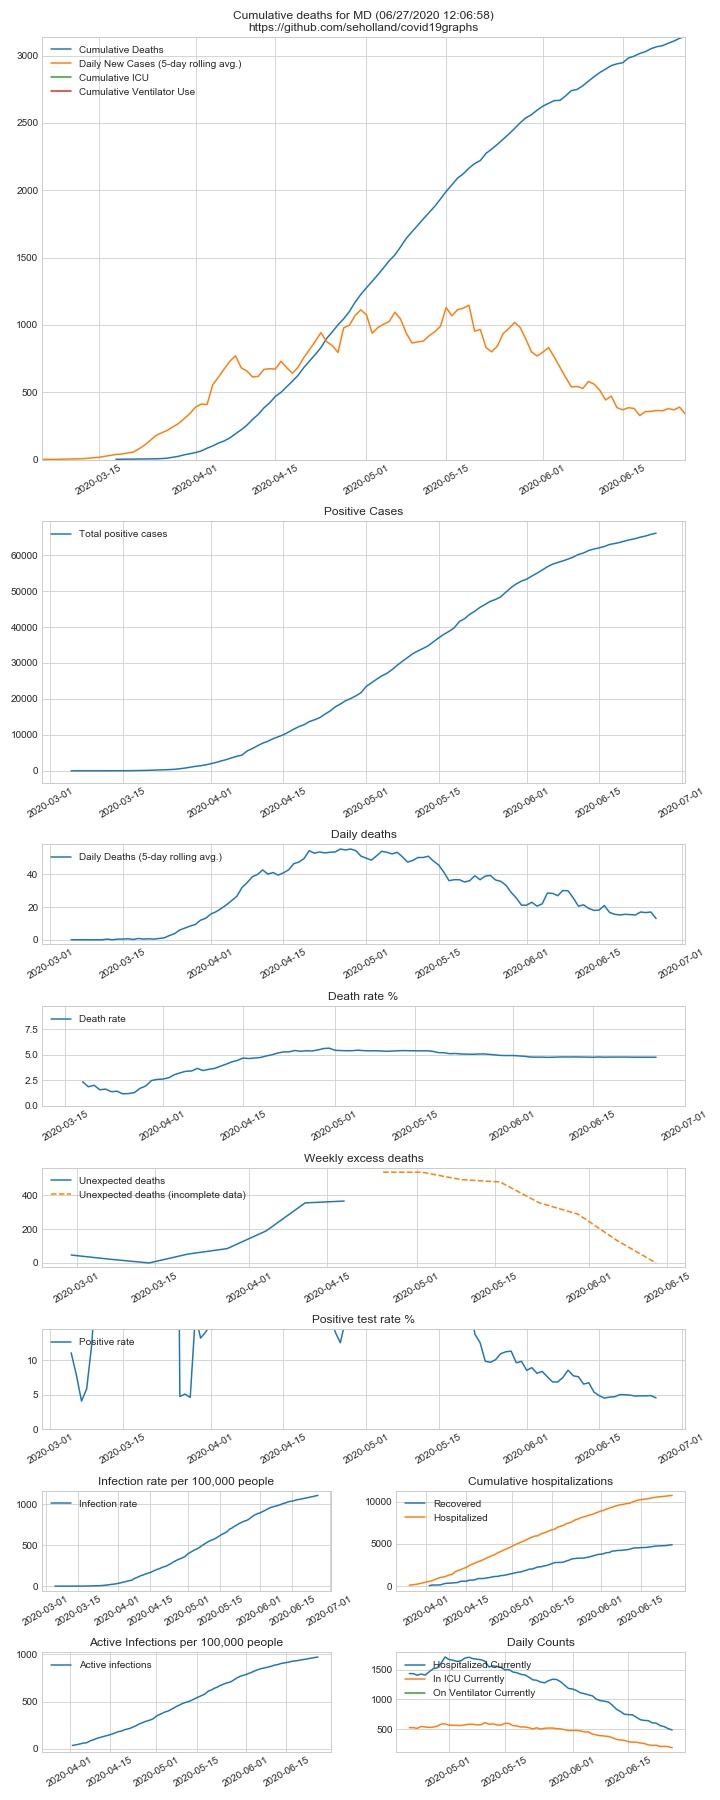 Cumulative deaths for MD (06/27/2020 12:06:58)
https://github.com/seholland/covid19graphs
Cumulative Deaths
Daily New Cases (5-day rolling avg.)
Cumulative ICU
Cumulative Ventilator Use
3000
2500
2000
1500
1000
500
0
2020-03-15 2020-04-01 2020-04-15 2020-05-01 2020-05-15 2020-06-01 2020-06-15
Positive Cases
Total positive cases
60000
50000
40000
30000
20000
10000
0
2020-03-01 2020-03-15 2020-04-01 2020-04-15 2020-05-01 2020-05-15 2020-06-01 2020-06-15 2020-07-01
Daily deaths
Daily Deaths (5-day rolling avg.)
40
20
0
2020-03-01 2020-03-15 2020-04-01 2020-04-15 2020-05-01 2020-05-15 2020-06-01 2020-06-15 2020-07-01
Death rate %
Death rate
7.5
5.0
2.5
0.0
2020-03-15 2020-04-01 2020-04-15 2020-05-01 2020-05-15 2020-06-01 2020-06-15 2020-07-01
Weekly excess deaths
Unexpected deaths
Unexpected deaths (incomplete data)
400
200
0
2020-03-01 2020-03-15 2020-04-01 2020-04-15 2020-05-01 2020-05-15 2020-06-01 2020-06-15
Positive test rate %
Positive rate
10
5
0
2020-03-01 2020-03-15 2020-04-01 2020-04-15 2020-05-01 2020-05-15 2020-06-01 2020-06-15 2020-07-01
Infection rate per 100,000 people
Infection rate
1000
500
0
2020-03-01 2020-03-15 2020-04-01 2020-04-15 2020-05-01 2020-05-15 2020-06-01 2020-06-15 2020-07-01
Cumulative hospitalizations
Recovered
Hospitalized
10000
5000
0
2020-04-01 2020-04-15 2020-05-01 2020-05-15 2020-06-01 2020-06-15
Active Infections per 100,000 people
Active infections
1000
500
0
2020-04-01 2020-04-15 2020-05-01 2020-05-15 2020-06-01 2020-06-15
Daily Counts
Hospitalized Currently
In ICU Currently
On Ventilator Currently
1500
1000
500
2020-05-01 2020-05-15 2020-06-01 2020-06-15